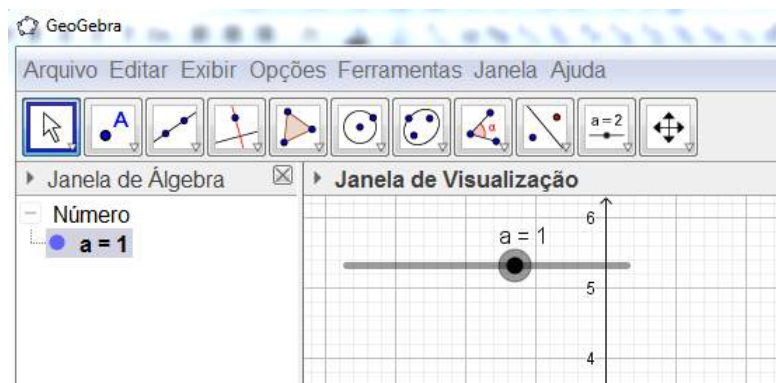 GeoGebra
Arquivo Editar Exibir Opções Ferramentas Janela Ajuda
A
α
a=2
Janela de Álgebra
Janela de Visualização
Número
a = 1
a = 1
6
5
4